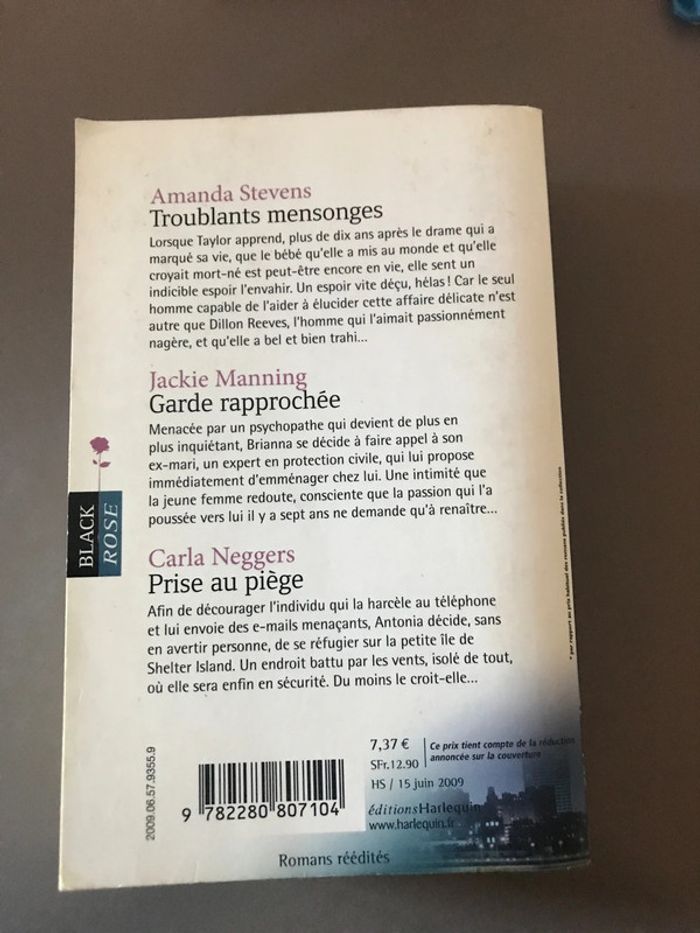 Amanda Stevens
Troublants mensonges
Lorsque Taylor apprend, plus de dix ans après le drame qui a
marqué sa vie, que le bébé qu'elle a mis au monde et qu'elle
croyait mort-né est peut-être encore en vie, elle sent un
indicible espoir l'envahir. Un espoir vite déçu, hélas ! Car le seul
homme capable de l'aider à élucider cette affaire délicate n'est
autre que Dillon Reeves, l'homme qui l'aimait passionnément
nagère, et qu'elle a bel et bien trahi...
Jackie Manning
Garde rapprochée
Menacée par un psychopathe qui devient de plus en
plus inquiétant, Brianna se décide à faire appel à son
ex-mari, un expert en protection civile, qui lui propose
immédiatement d'emménager chez lui. Une intimité que
la jeune femme redoute, consciente que la passion qui l'a
poussée vers lui il y a sept ans ne demande qu'à renaître...
BLACK
ROSE
Carla Neggers
Prise au piège
Afin de décourager l'individu qui la harcèle au téléphone
et lui envoie des e-mails menaçants, Antonia décide, sans
en avertir personne, de se réfugier sur la petite île de
Shelter Island. Un endroit battu par les vents, isolé de tout,
où elle sera enfin en sécurité. Du moins le croit-elle...
* par rapport au prix habituel des romans publiés dans la collection
2009.06.57.9355.9
9 782280 807104
7,37 €
SFr.12.90
Ce prix tient compte de la réduction
annoncée sur la couverture
HS / 15 juin 2009
éditionsHarlequin
www.harlequin.fr
Romans réédités